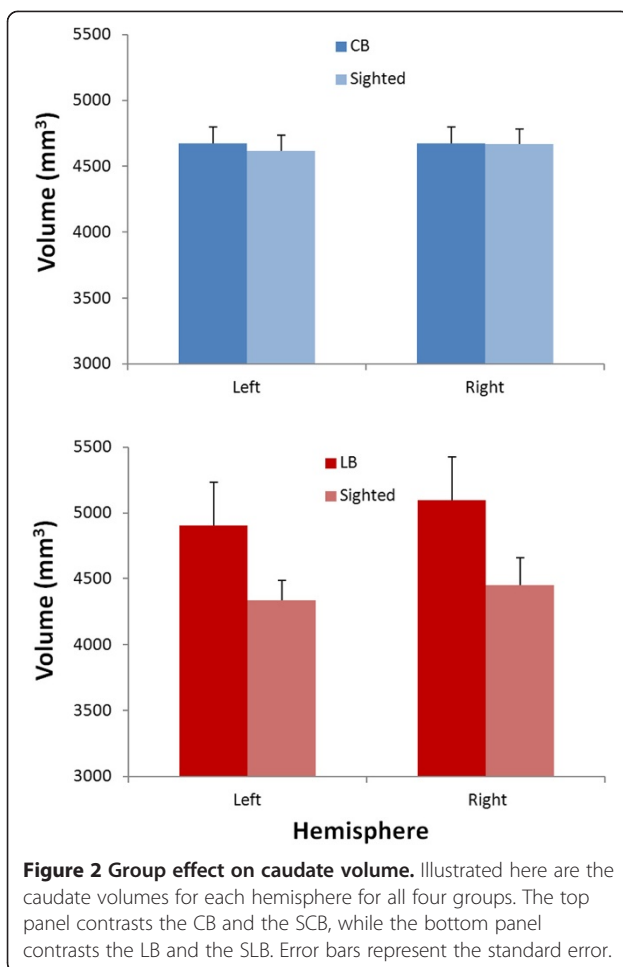 5500
5000
4500
4000
3500
3000
Volume (mm³)
CB
Sighted
Left
Right
5500
5000
4500
4000
3500
3000
Volume (mm³)
LB
Sighted
Left
Right
Hemisphere
Figure 2 Group effect on caudate volume. Illustrated here are the
caudate volumes for each hemisphere for all four groups. The top
panel contrasts the CB and the SCB, while the bottom panel
contrasts the LB and the SLB. Error bars represent the standard error.